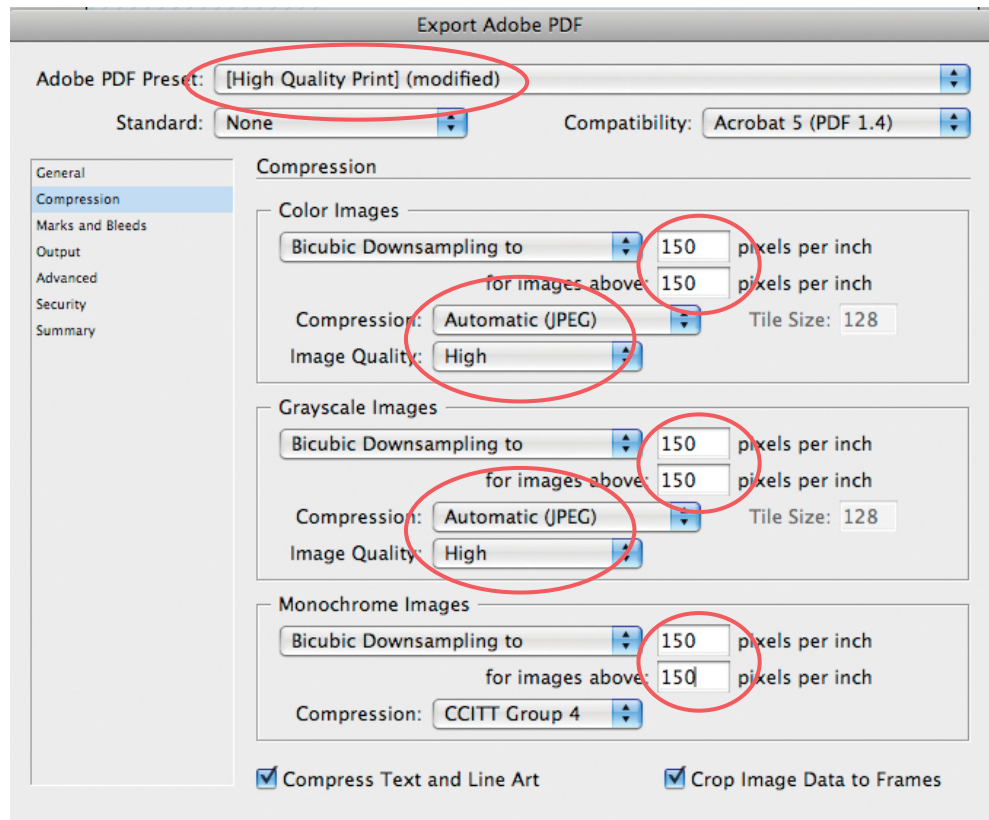 Export Adobe PDF
Adobe PDF Preset: [High Quality Print] (modified)
Standard: None Compatibility: Acrobat 5 (PDF 1.4)
General
Compression
Marks and Bleeds
Output
Advanced
Security
Summary
Compression
Color Images
Bicubic Downsampling to 150 pixels per inch
for images above: 150 pixels per inch
Compression: Automatic (JPEG) Tile Size: 128
Image Quality: High
Grayscale Images
Bicubic Downsampling to 150 pixels per inch
for images above: 150 pixels per inch
Compression: Automatic (JPEG) Tile Size: 128
Image Quality: High
Monochrome Images
Bicubic Downsampling to 150 pixels per inch
for images above: 150 pixels per inch
Compression: CCITT Group 4
Compress Text and Line Art Crop Image Data to Frames